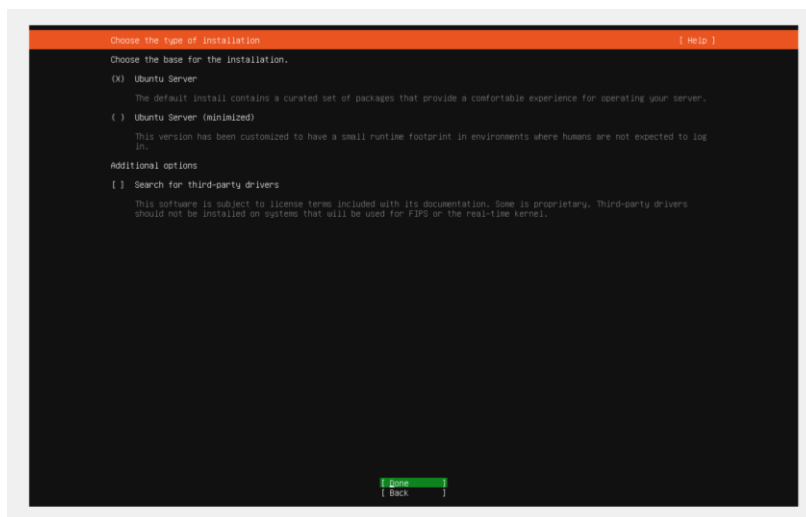 Choose the type of installation [ Help ]
Choose the base for the installation.
(X) Ubuntu Server
The default install contains a curated set of packages that provide a comfortable experience for operating your server.
( ) Ubuntu Server (minimized)
This version has been customized to have a small runtime footprint in environments where humans are not expected to log
in.
Additional options
[ ] Search for third-party drivers
This software is subject to license terms included with its documentation. Some is proprietary. Third-party drivers
should not be installed on systems that will be used for FIPS or the real-time kernel.
[ Done ]
[ Back ]